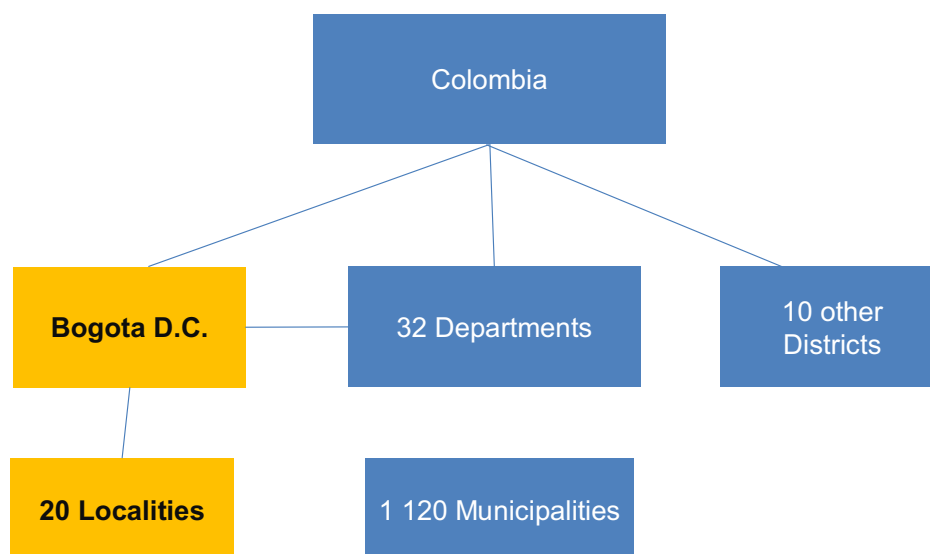 Colombia
Bogota D.C.
32 Departments
10 other
Districts
20 Localities
1 120 Municipalities